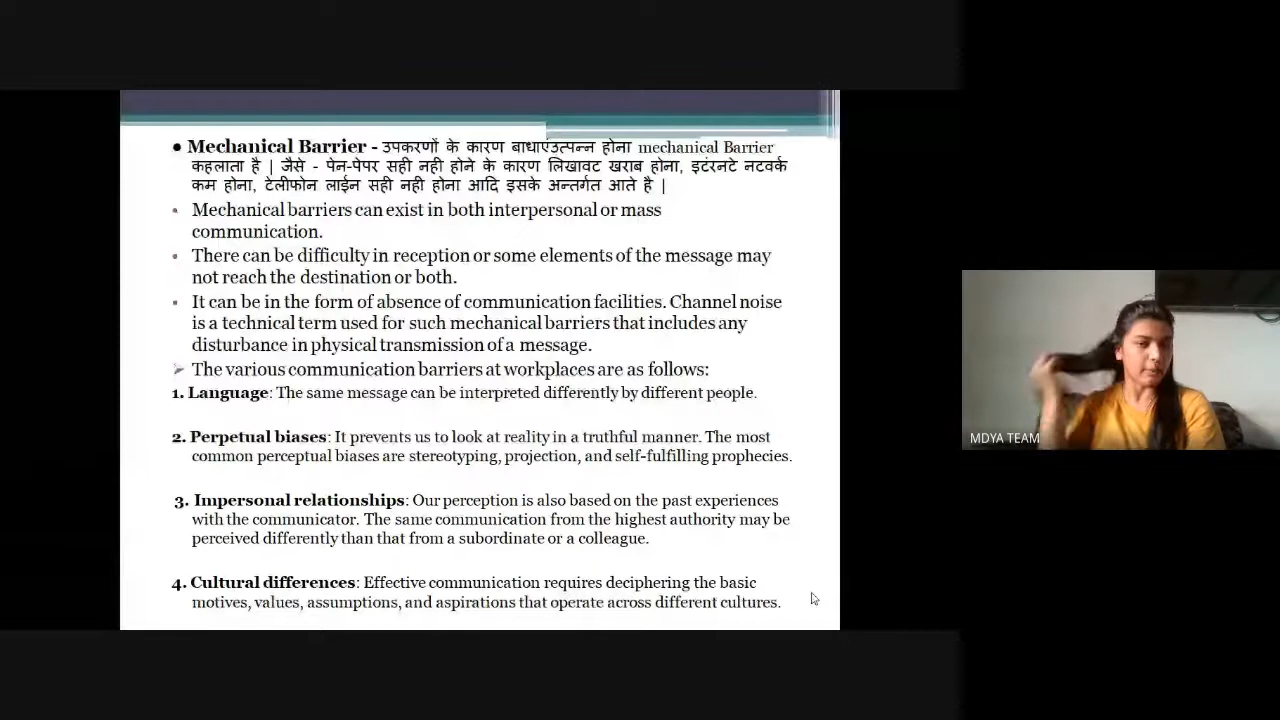 ● Mechanical Barrier - उपकरणों के कारण बाधाएंउत्पन्न होना mechanical Barrier
कहलाता है | जैसे - पेन-पेपर सही नही होने के कारण लिखावट खराब होना, इटंरनटे नटवर्क
कम होना, टेलीफोन लाईन सही नही होना आदि इसके अन्तर्गत आते है |
▪ Mechanical barriers can exist in both interpersonal or mass
communication.
▪ There can be difficulty in reception or some elements of the message may
not reach the destination or both.
▪ It can be in the form of absence of communication facilities. Channel noise
is a technical term used for such mechanical barriers that includes any
disturbance in physical transmission of a message.
➢ The various communication barriers at workplaces are as follows:
1. Language: The same message can be interpreted differently by different people.
2. Perpetual biases: It prevents us to look at reality in a truthful manner. The most
common perceptual biases are stereotyping, projection, and self-fulfilling prophecies.
3. Impersonal relationships: Our perception is also based on the past experiences
with the communicator. The same communication from the highest authority may be
perceived differently than that from a subordinate or a colleague.
4. Cultural differences: Effective communication requires deciphering the basic
motives, values, assumptions, and aspirations that operate across different cultures.
MDYA TEAM